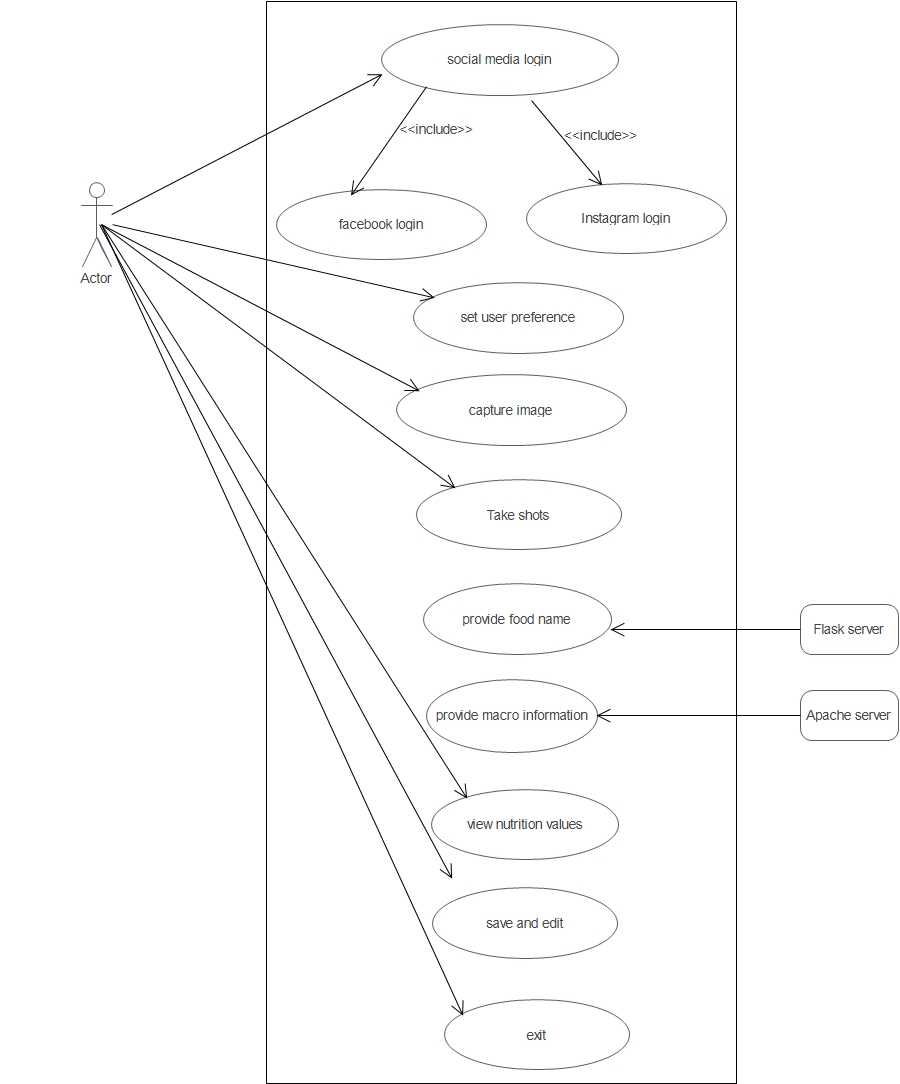 social media login
<<include>>
<<include>>
facebook login
Instagram login
Actor
set user preference
capture image
Take shots
provide food name
Flask server
provide macro information
Apache server
view nutrition values
save and edit
exit